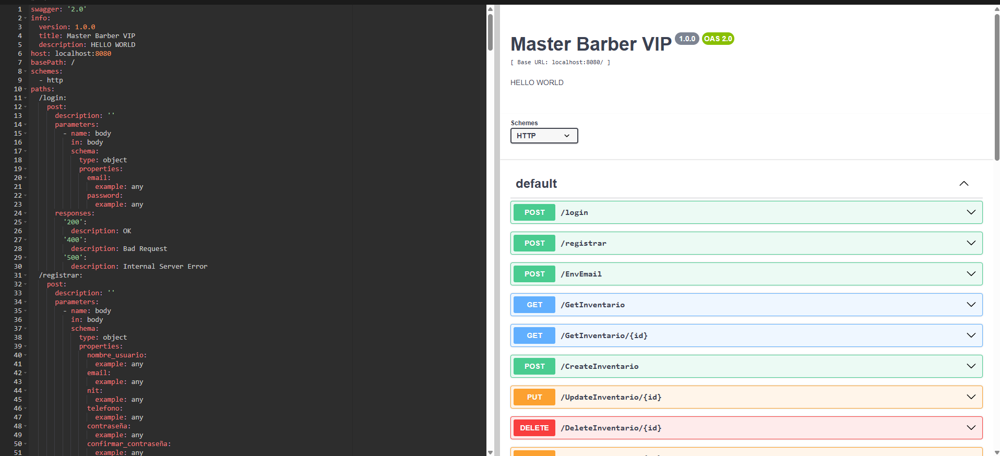 1 swagger: '2.0'
2 info:
3 version: 1.0.0
4 title: Master Barber VIP
5 description: HELLO WORLD
6 host: localhost:8080
7 basePath: /
8 schemes:
9 - http
10 paths:
11 /login:
12 post:
13 description: ''
14 parameters:
15 - name: body
16 in: body
17 schema:
18 type: object
19 properties:
20 email:
21 example: any
22 password:
23 example: any
24 responses:
25 '200':
26 description: OK
27 '400':
28 description: Bad Request
29 '500':
30 description: Internal Server Error
31 /registrar:
32 post:
33 description: ''
34 parameters:
35 - name: body
36 in: body
37 schema:
38 type: object
39 properties:
40 nombre_usuario:
41 example: any
42 email:
43 example: any
44 nit:
45 example: any
46 telefono:
47 example: any
48 contraseña:
49 example: any
50 confirmar_contraseña:
51 example: any
Master Barber VIP 1.0.0 OAS 2.0
[ Base URL: localhost:8080/ ]
HELLO WORLD
Schemes
HTTP
default
POST /login
POST /registrar
POST /EnvEmail
GET /GetInventario
GET /GetInventario/{id}
POST /CreateInventario
PUT /UpdateInventario/{id}
DELETE /DeleteInventario/{id}